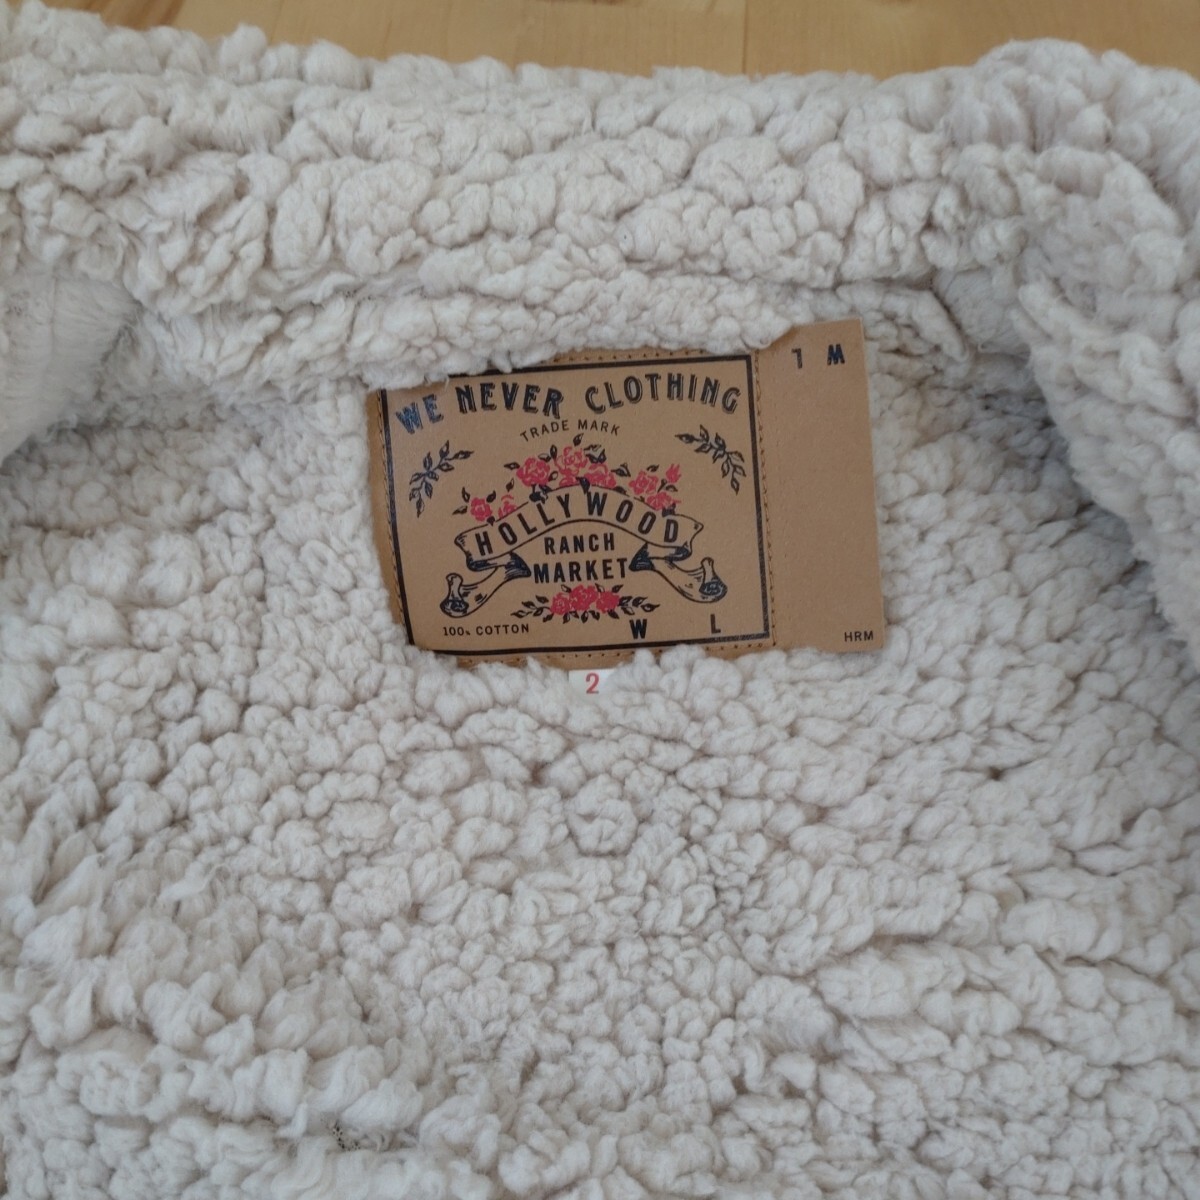 WE NEVER CLOTHING
TRADE MARK
HOLLYWOOD
RANCH
MARKET
100% COTTON
W L
W L
HRM
2